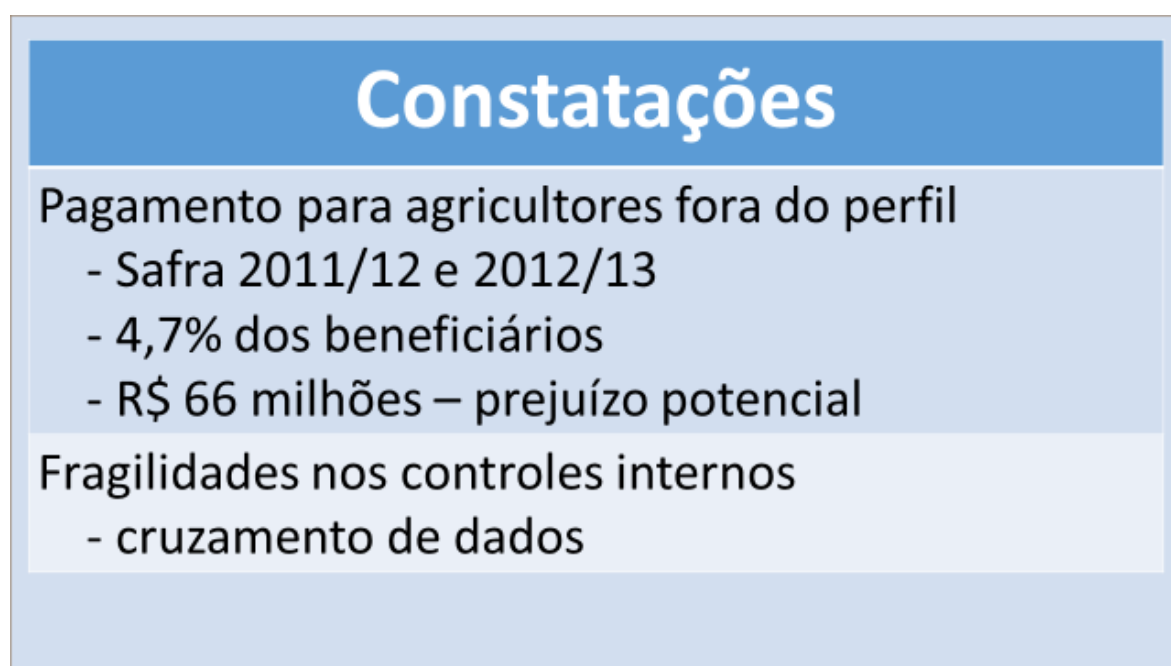 Constatações
Pagamento para agricultores fora do perfil
- Safra 2011/12 e 2012/13
- 4,7% dos beneficiários
- R$ 66 milhões – prejuízo potencial
Fragilidades nos controles internos
- cruzamento de dados